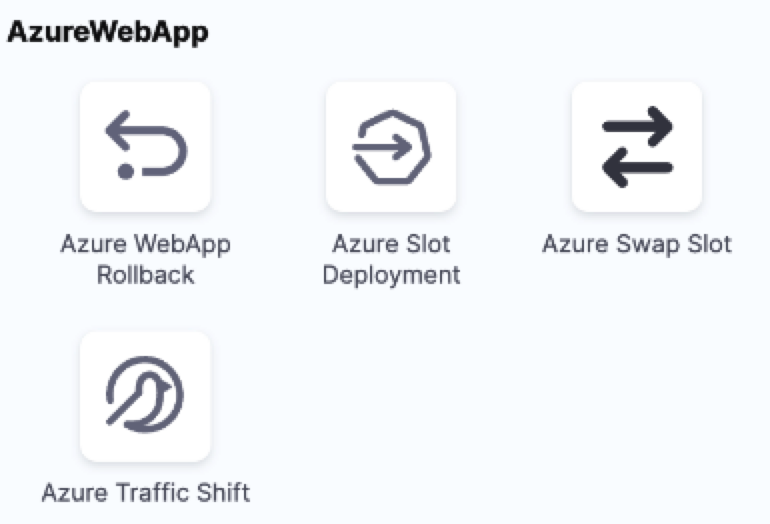 AzureWebApp
Azure WebApp
Rollback
Azure Slot
Deployment
Azure Swap Slot
Azure Traffic Shift